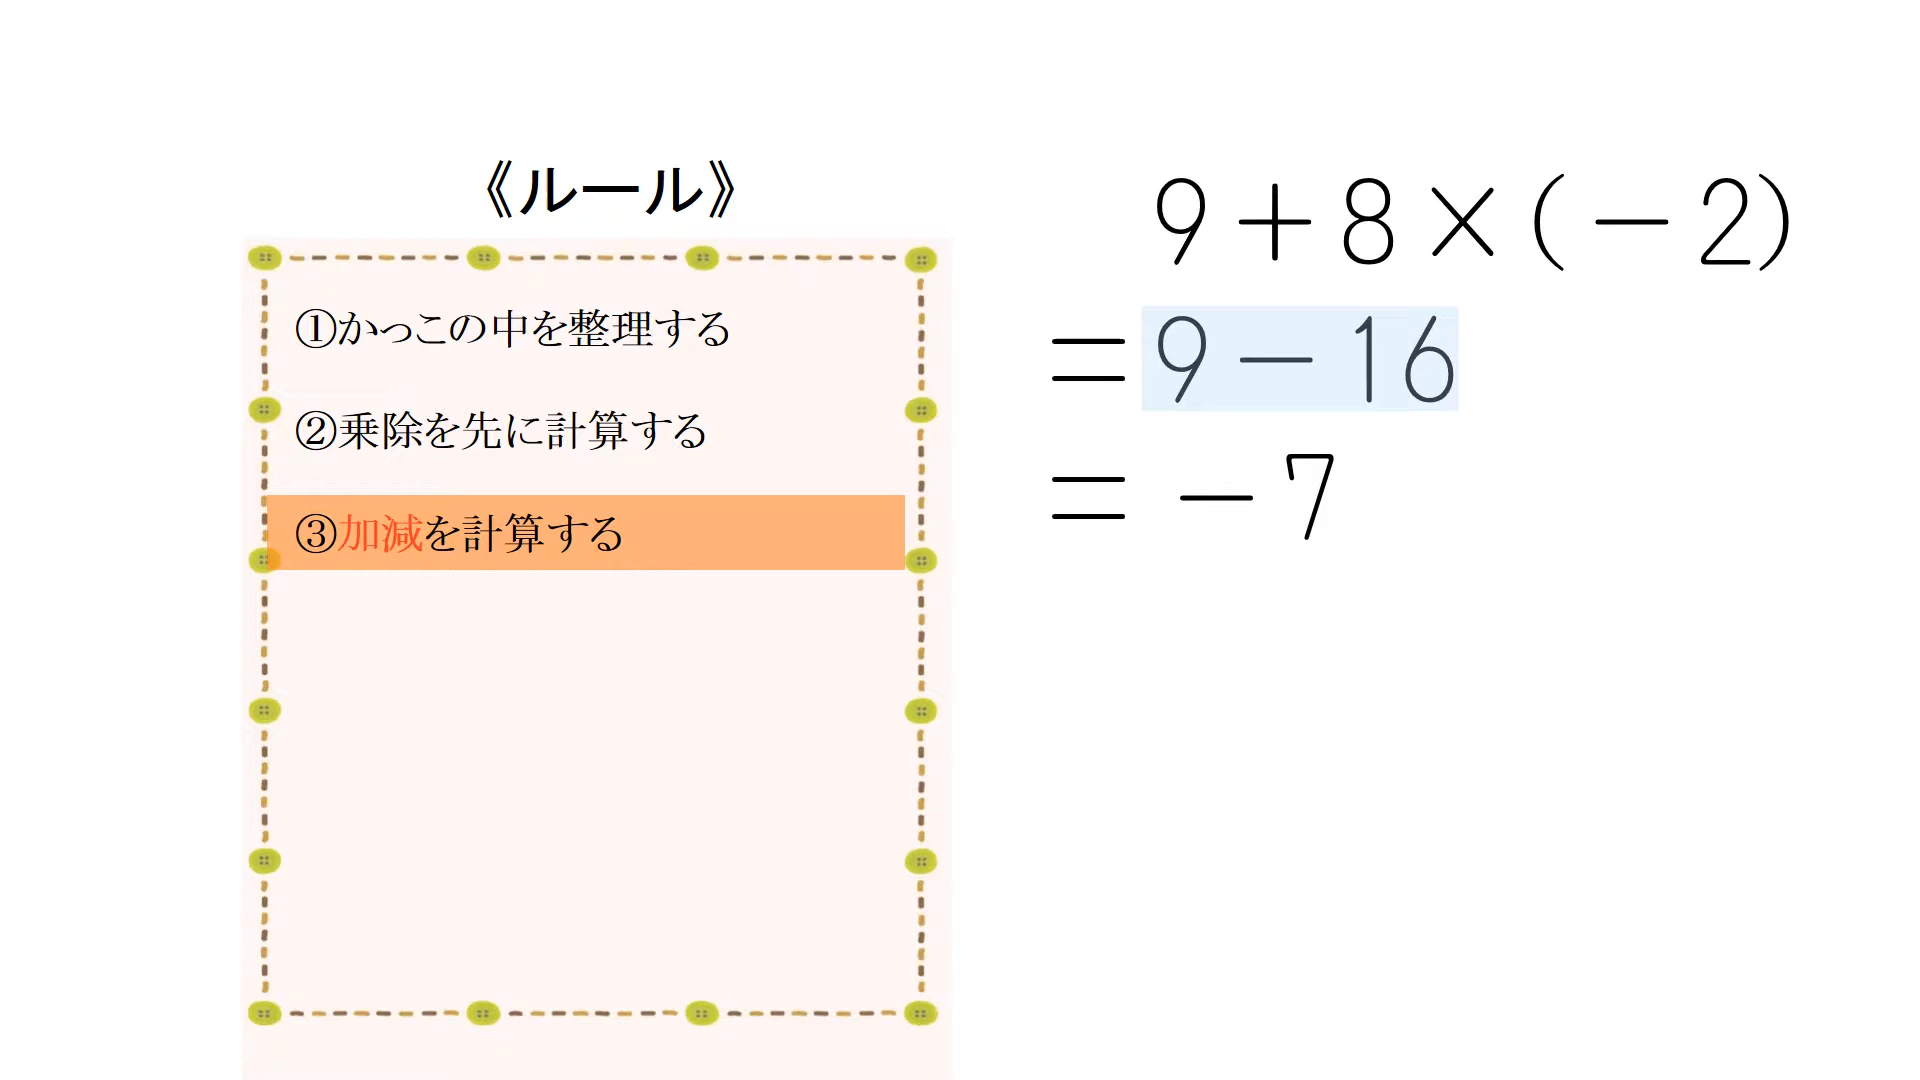 《ルール》
①かっこの中を整理する
②乗除を先に計算する
③加減を計算する
9+8×(-2)
=9-16
=-7